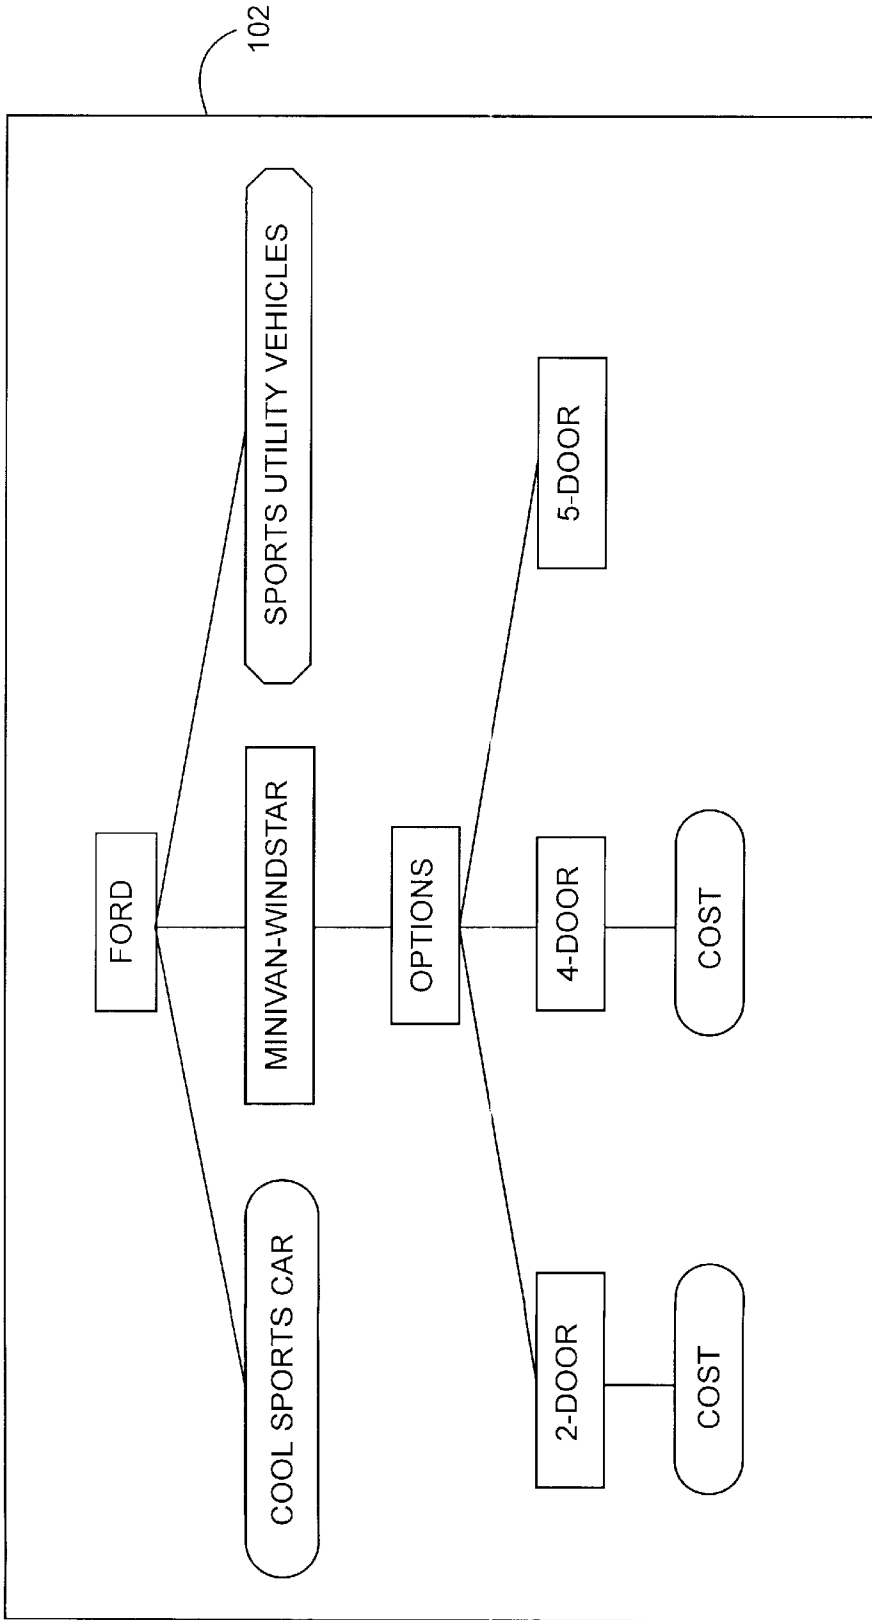 102
FORD
COOL SPORTS CAR
MINIVAN-WINDSTAR
SPORTS UTILITY VEHICLES
OPTIONS
2-DOOR
4-DOOR
5-DOOR
COST
COST